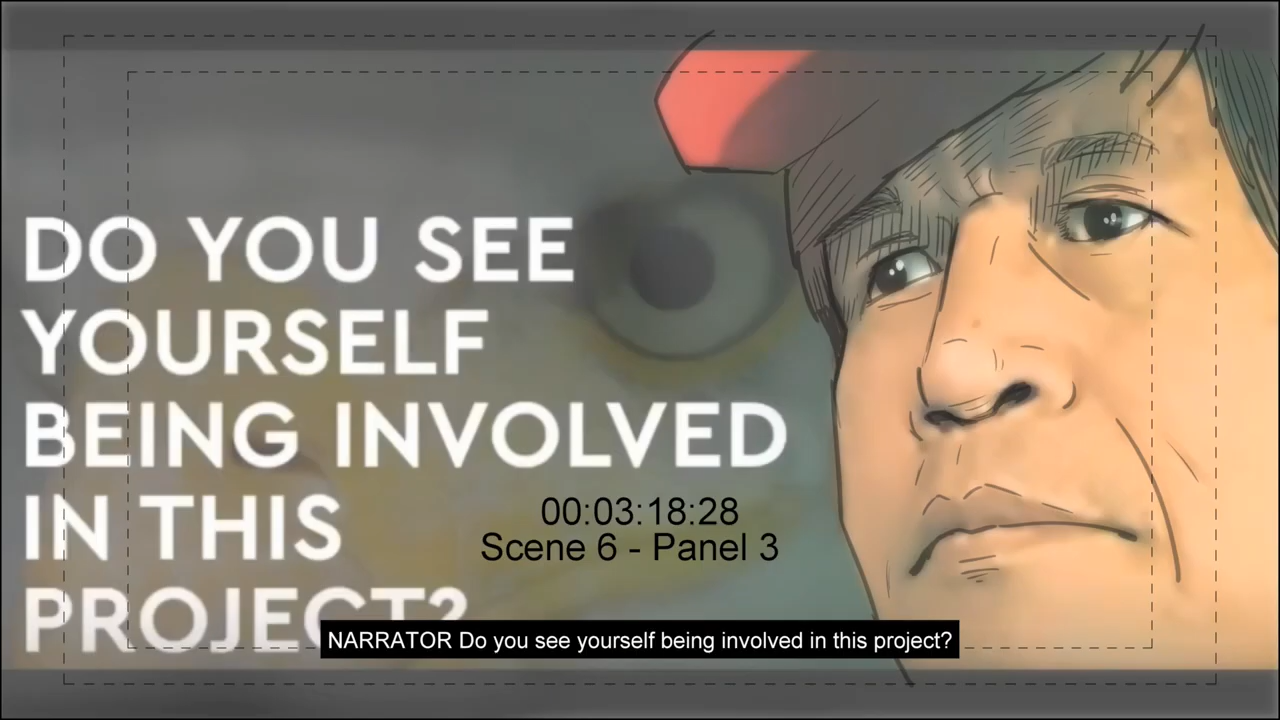 DO YOU SEE
YOURSELF
BEING INVOLVED
IN THIS
PROJECT?
00:03:18:28
Scene 6 - Panel 3
NARRATOR Do you see yourself being involved in this project?